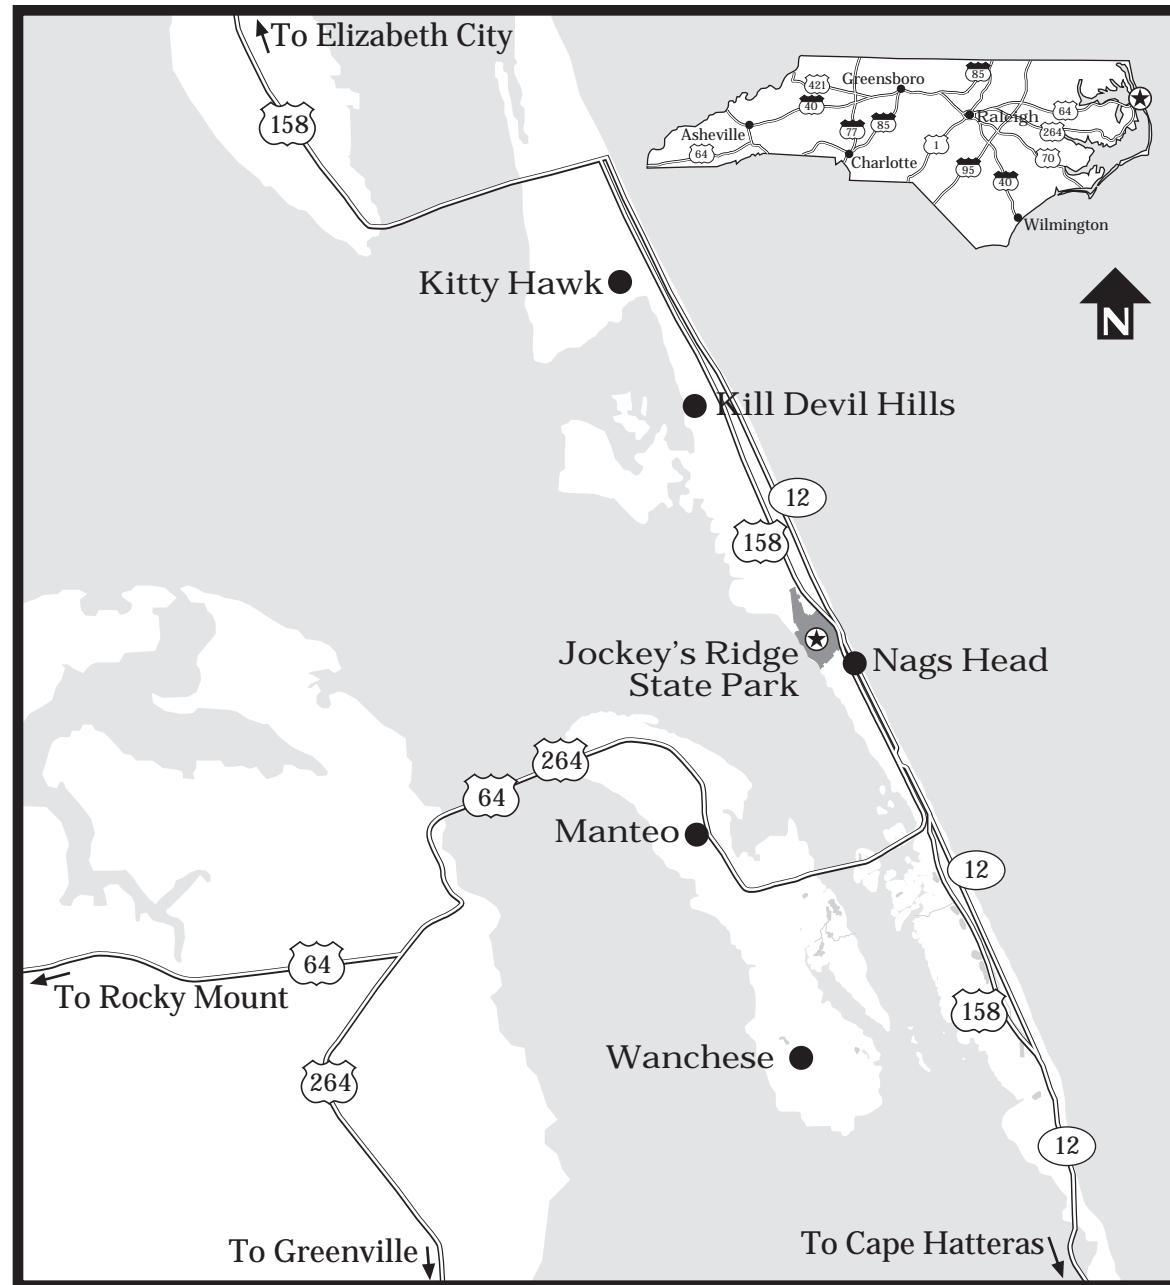 To Elizabeth City
158
Greensboro
85
421
40
64
Raleigh
Asheville
77
85
264
64
1
70
Charlotte
95
40
Wilmington
N
Kitty Hawk
Kill Devil Hills
12
158
Jockey's Ridge
State Park
Nags Head
264
64
Manteo
12
64
To Rocky Mount
158
Wanchese
264
12
To Greenville
To Cape Hatteras